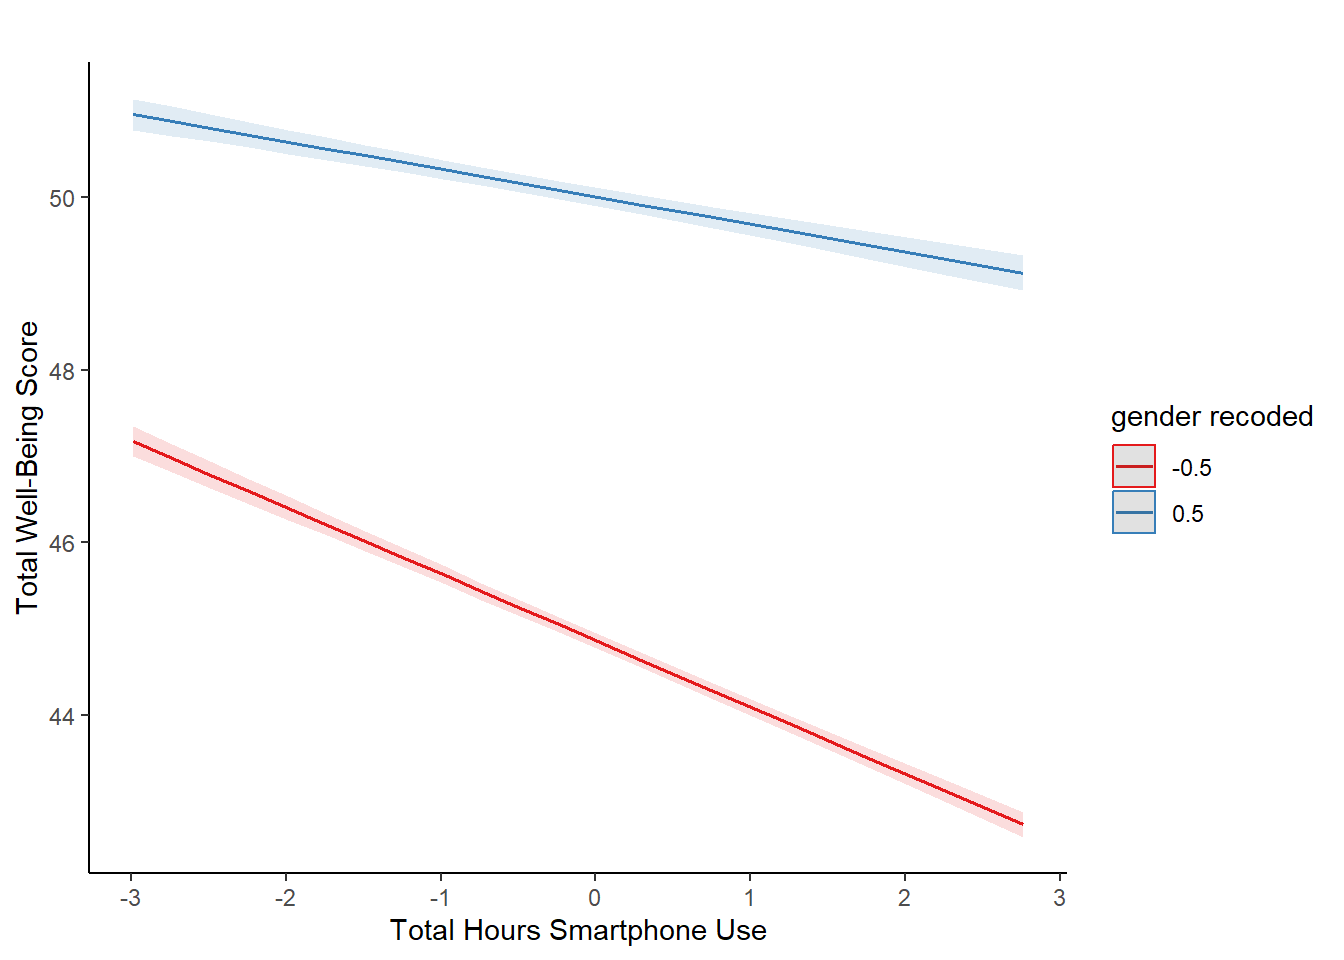 50
48
46
44
Total Well-Being Score
-3 -2 -1 0 1 2 3
Total Hours Smartphone Use
gender recoded
-0.5
0.5